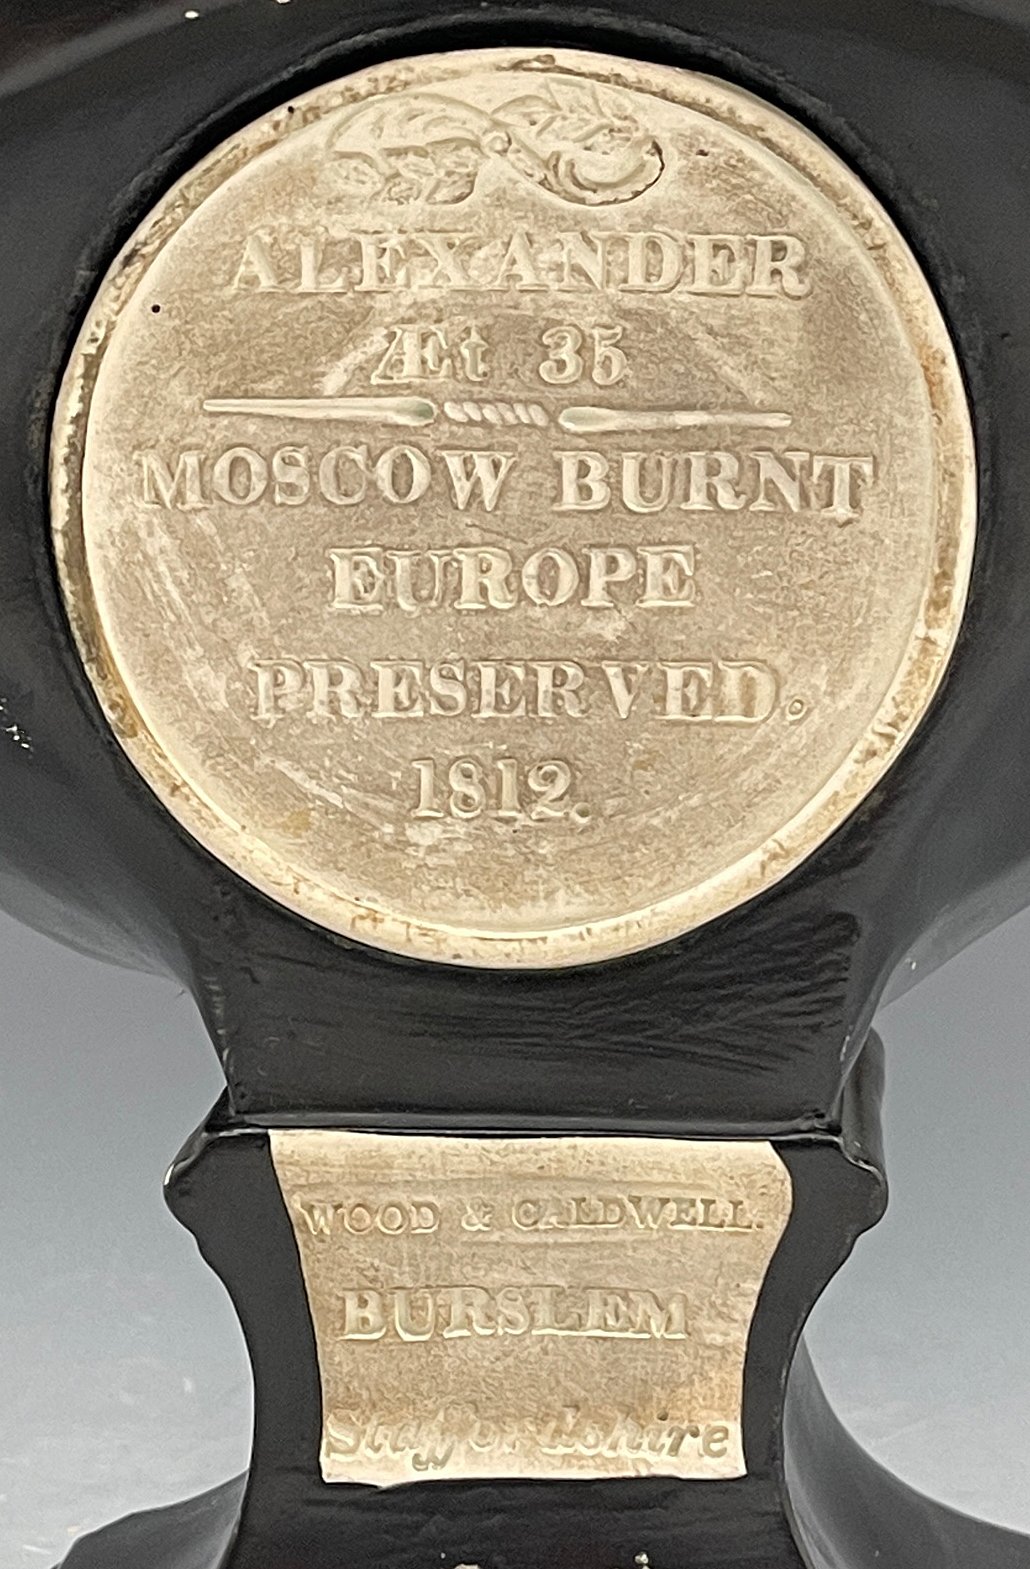 ALEXANDER
Æt 35
MOSCOW BURNT
EUROPE
PRESERVED.
1812.
WOOD & CALDWELL.
BURSLEM
Staffordshire